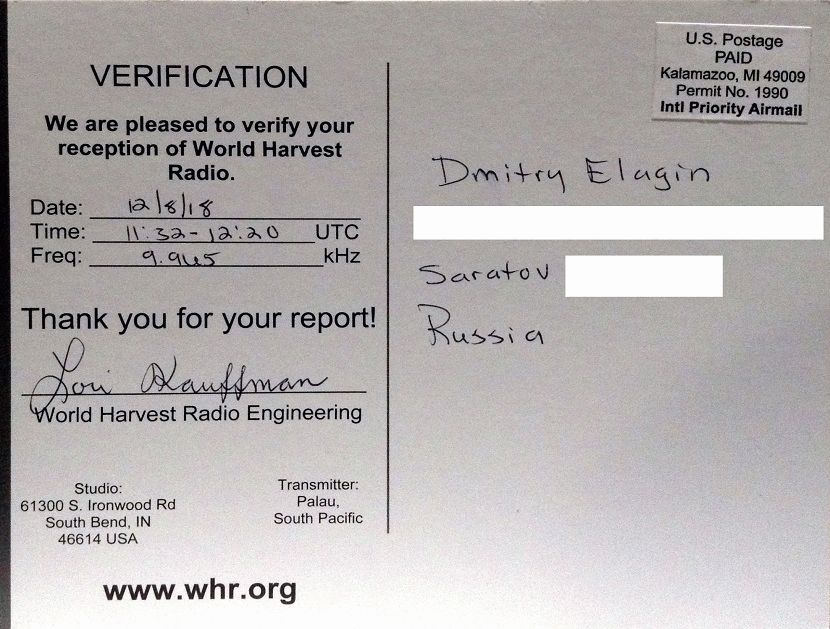 VERIFICATION
We are pleased to verify your
reception of World Harvest
Radio.
Date: 12/8/18
Time: 11:32-12:20 UTC
Freq: 9.965 kHz
Thank you for your report!
Lori Kauffman
World Harvest Radio Engineering
Studio:
61300 S. Ironwood Rd
South Bend, IN
46614 USA
Transmitter:
Palau,
South Pacific
www.whr.org
U.S. Postage
PAID
Kalamazoo, MI 49009
Permit No. 1990
Intl Priority Airmail
Dmitry Elagin
Saratov
Russia